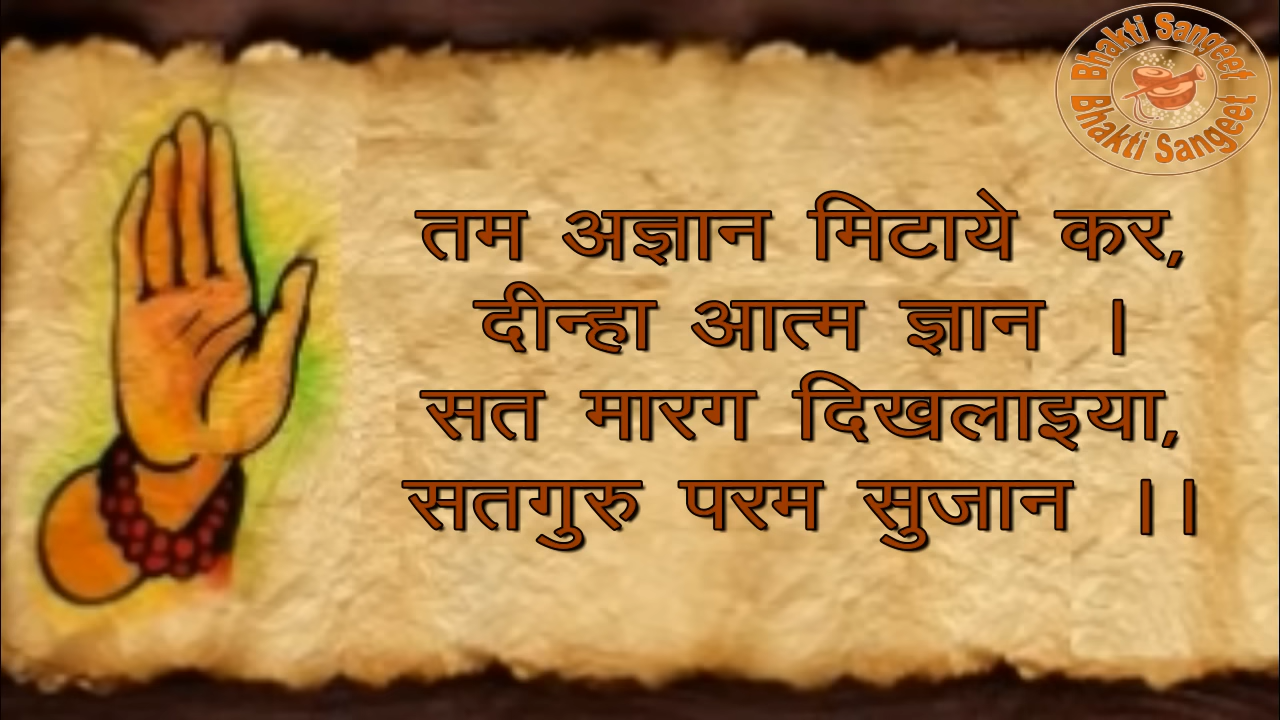 Bhakti Sangeet
Bhakti Sangeet
तम अज्ञान मिटाये कर,
दीन्हा आत्म ज्ञान ।
सत मारग दिखलाइया,
सतगुरु परम सुजान ।।